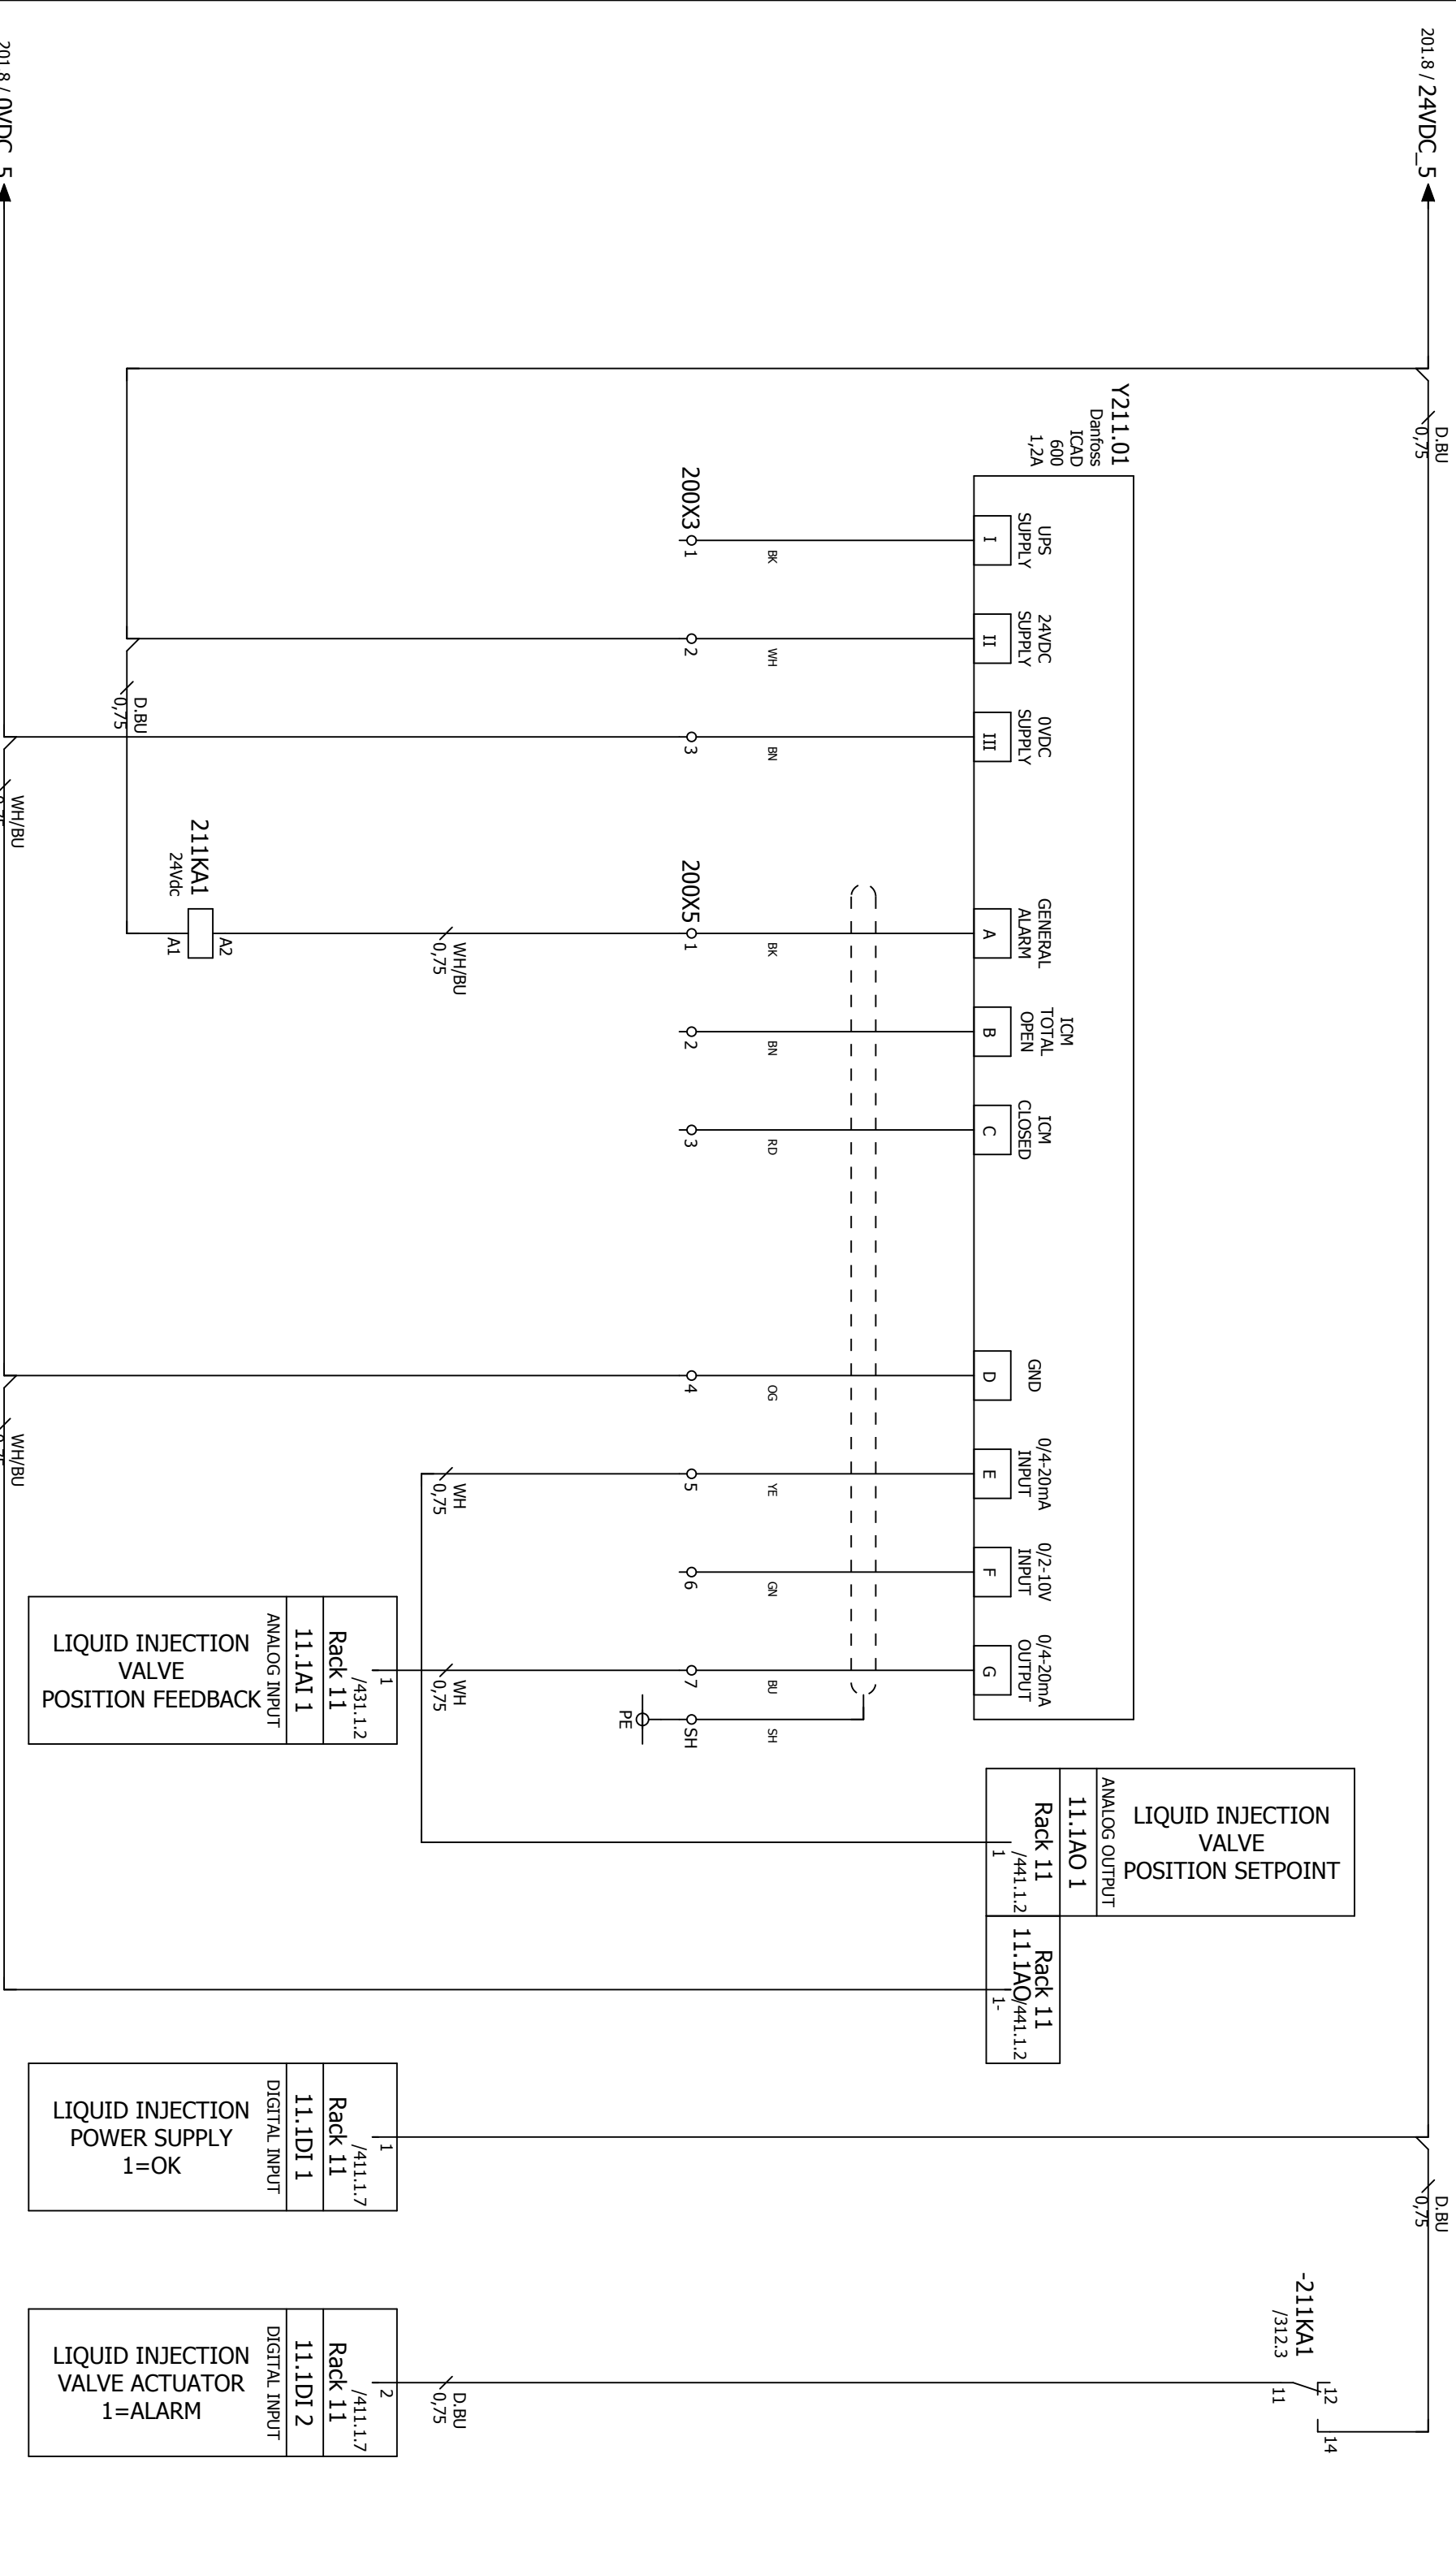 201.8 / 24VDC_5
D.BU
0,75
Y211.01
Danfoss
ICAD
600
1,2A
UPS
SUPPLY
I
24VDC
SUPPLY
II
0VDC
SUPPLY
III
GENERAL
ALARM
A
ICM
TOTAL
OPEN
B
ICM
CLOSED
C
GND
D
0/4-20mA
INPUT
E
0/2-10V
INPUT
F
0/4-20mA
OUTPUT
G
BK
WH
BN
BK
BN
RD
OG
YE
GN
BU
SH
200X3
1
2
3
200X5
1
2
3
4
5
6
7
SH
PE
WH/BU
0,75
WH
0,75
WH
0,75
211KA1
24Vdc
A2
A1
D.BU
0,75
201.8 / 0VDC_5
WH/BU
WH/BU
LIQUID INJECTION
VALVE
POSITION SETPOINT
ANALOG OUTPUT
11.1AO 1
Rack 11
/441.1.2
1
Rack 11
11.1AO
/441.1.2
1-
1
/431.1.2
Rack 11
11.1AI 1
ANALOG INPUT
LIQUID INJECTION
VALVE
POSITION FEEDBACK
1
/411.1.7
Rack 11
11.1DI 1
DIGITAL INPUT
LIQUID INJECTION
POWER SUPPLY
1=OK
D.BU
0,75
-211KA1
/312.3
12
14
11
D.BU
0,75
2
/411.1.7
Rack 11
11.1DI 2
DIGITAL INPUT
LIQUID INJECTION
VALVE ACTUATOR
1=ALARM